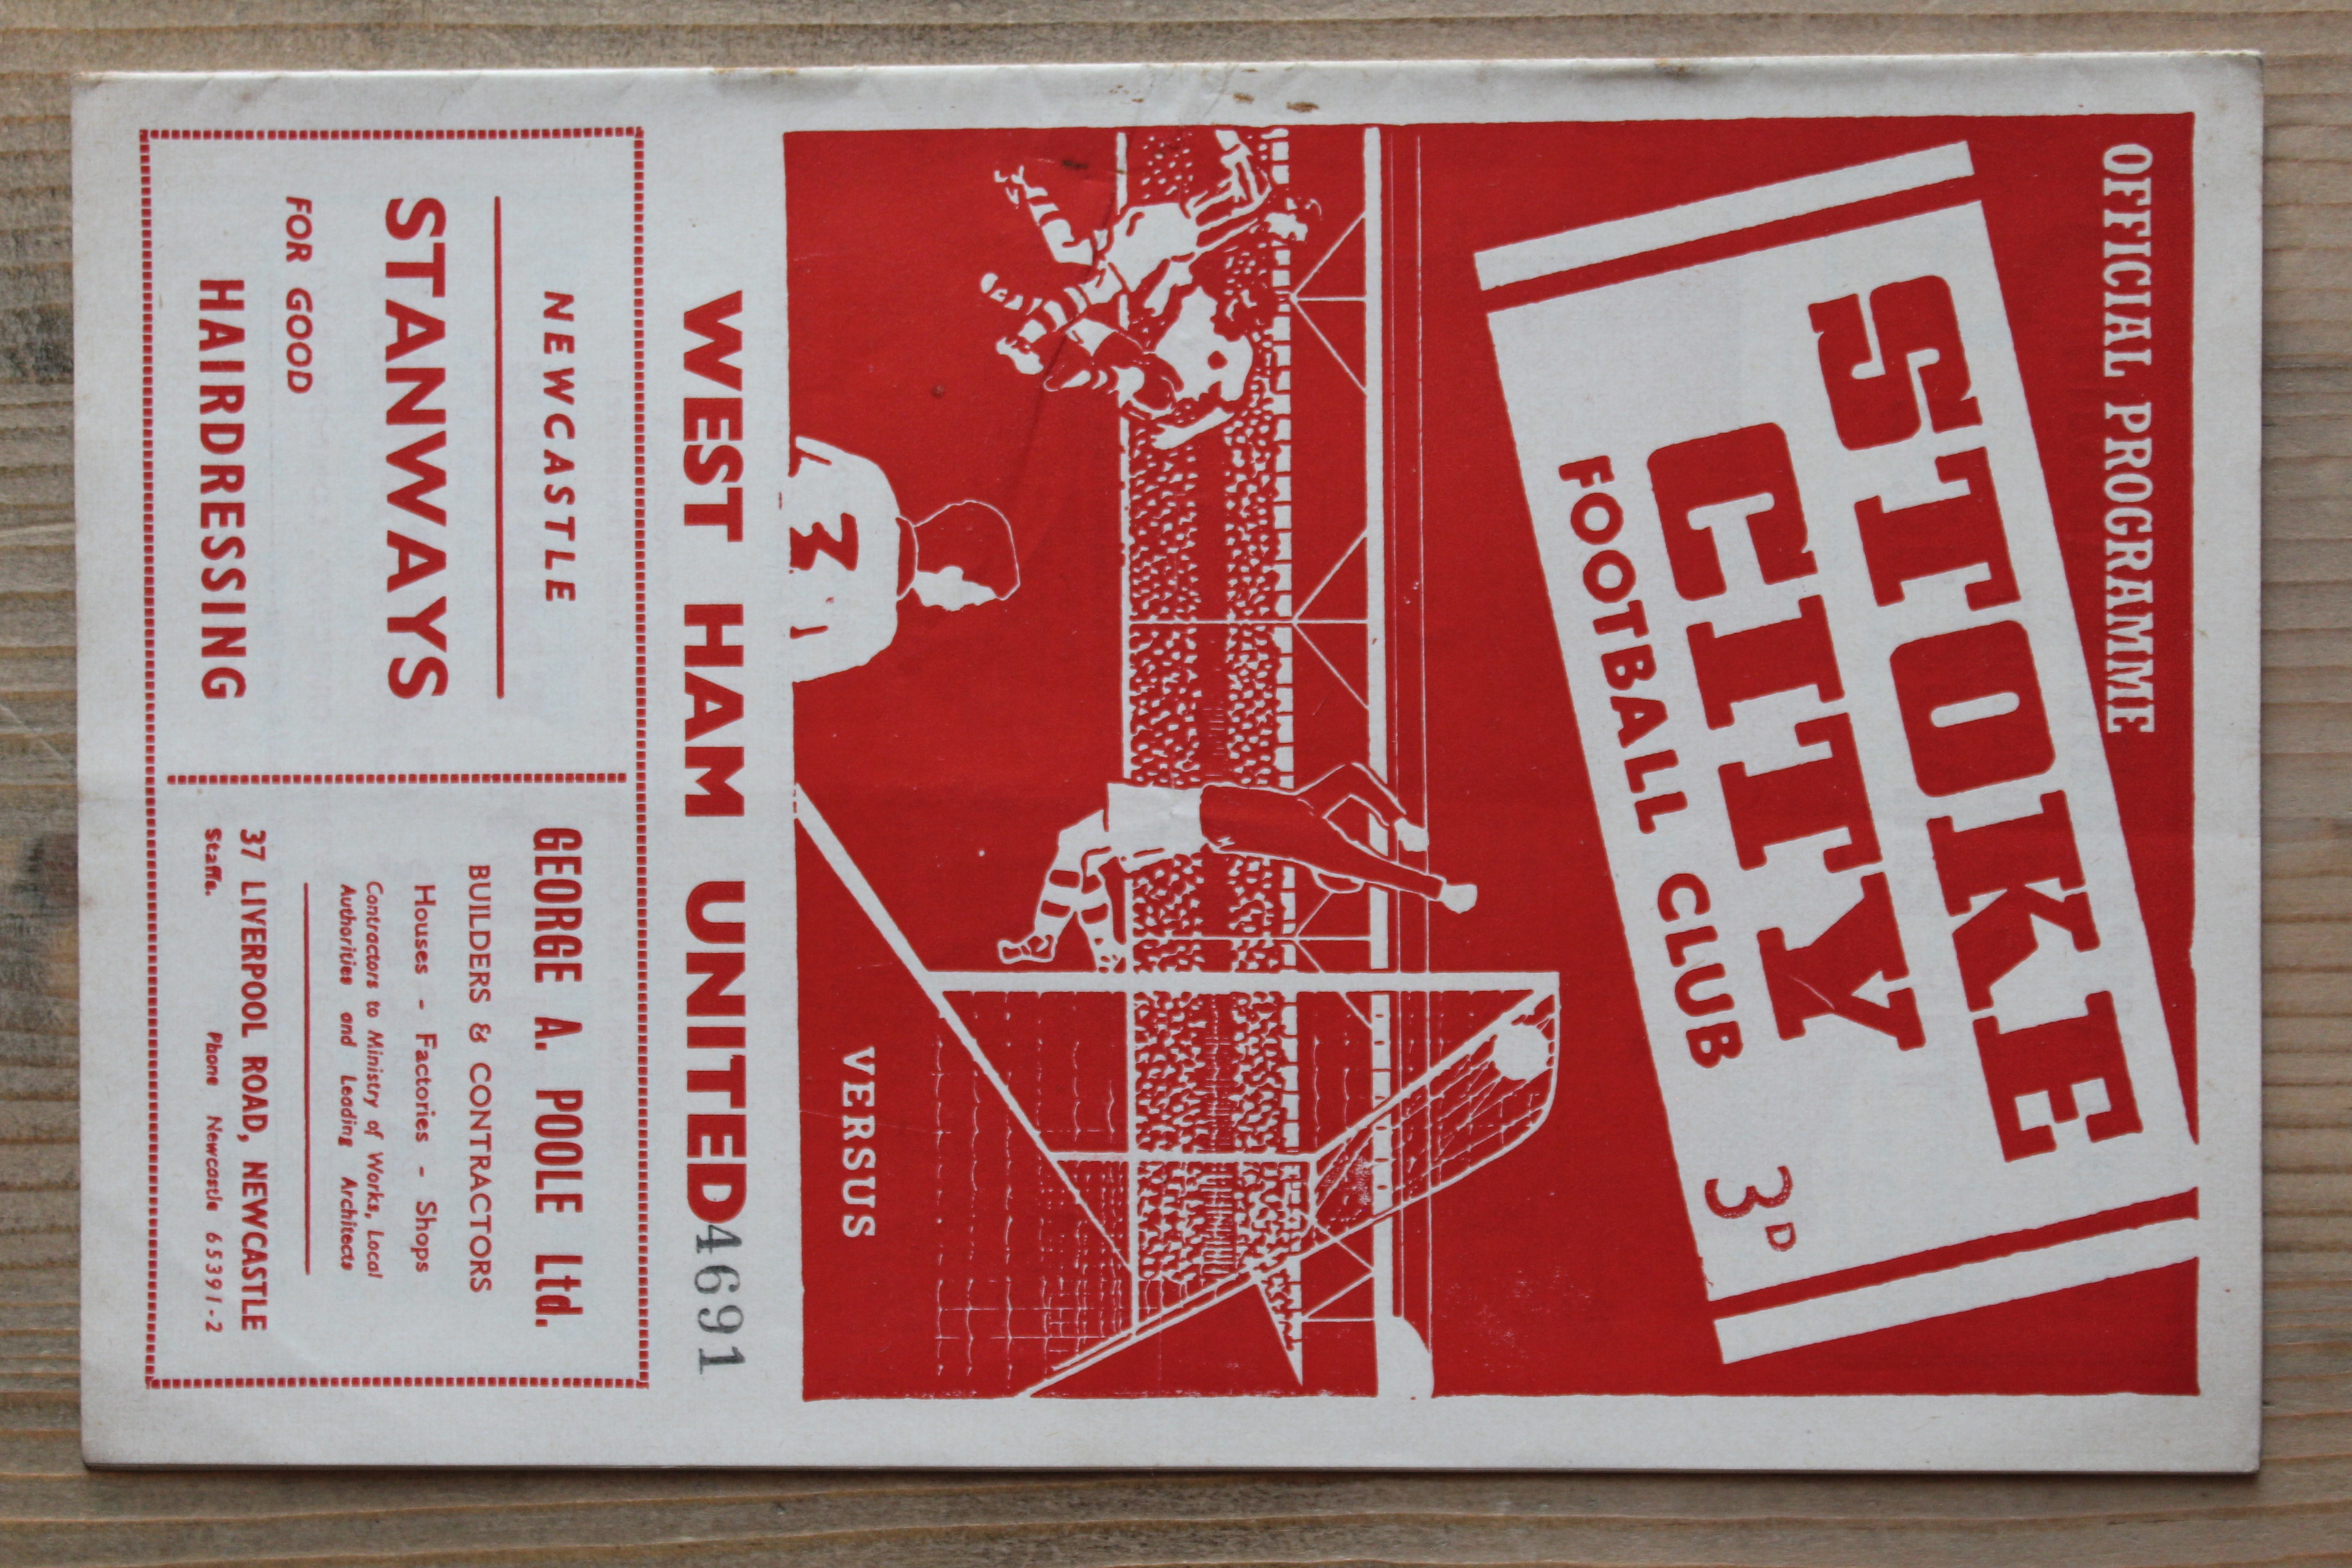 OFFICIAL PROGRAMME
STOKE
CITY
FOOTBALL CLUB
3D
3
VERSUS
WEST HAM UNITED 4691
NEWCASTLE
STANWAYS
FOR GOOD
HAIRDRESSING
GEORGE A. POOLE Ltd.
BUILDERS & CONTRACTORS
Houses - Factories - Shops
Contractors to Ministry of Works, Local
Authorities and Leading Architects
37 LIVERPOOL ROAD, NEWCASTLE
Staffs. Phone Newcastle 65391-2